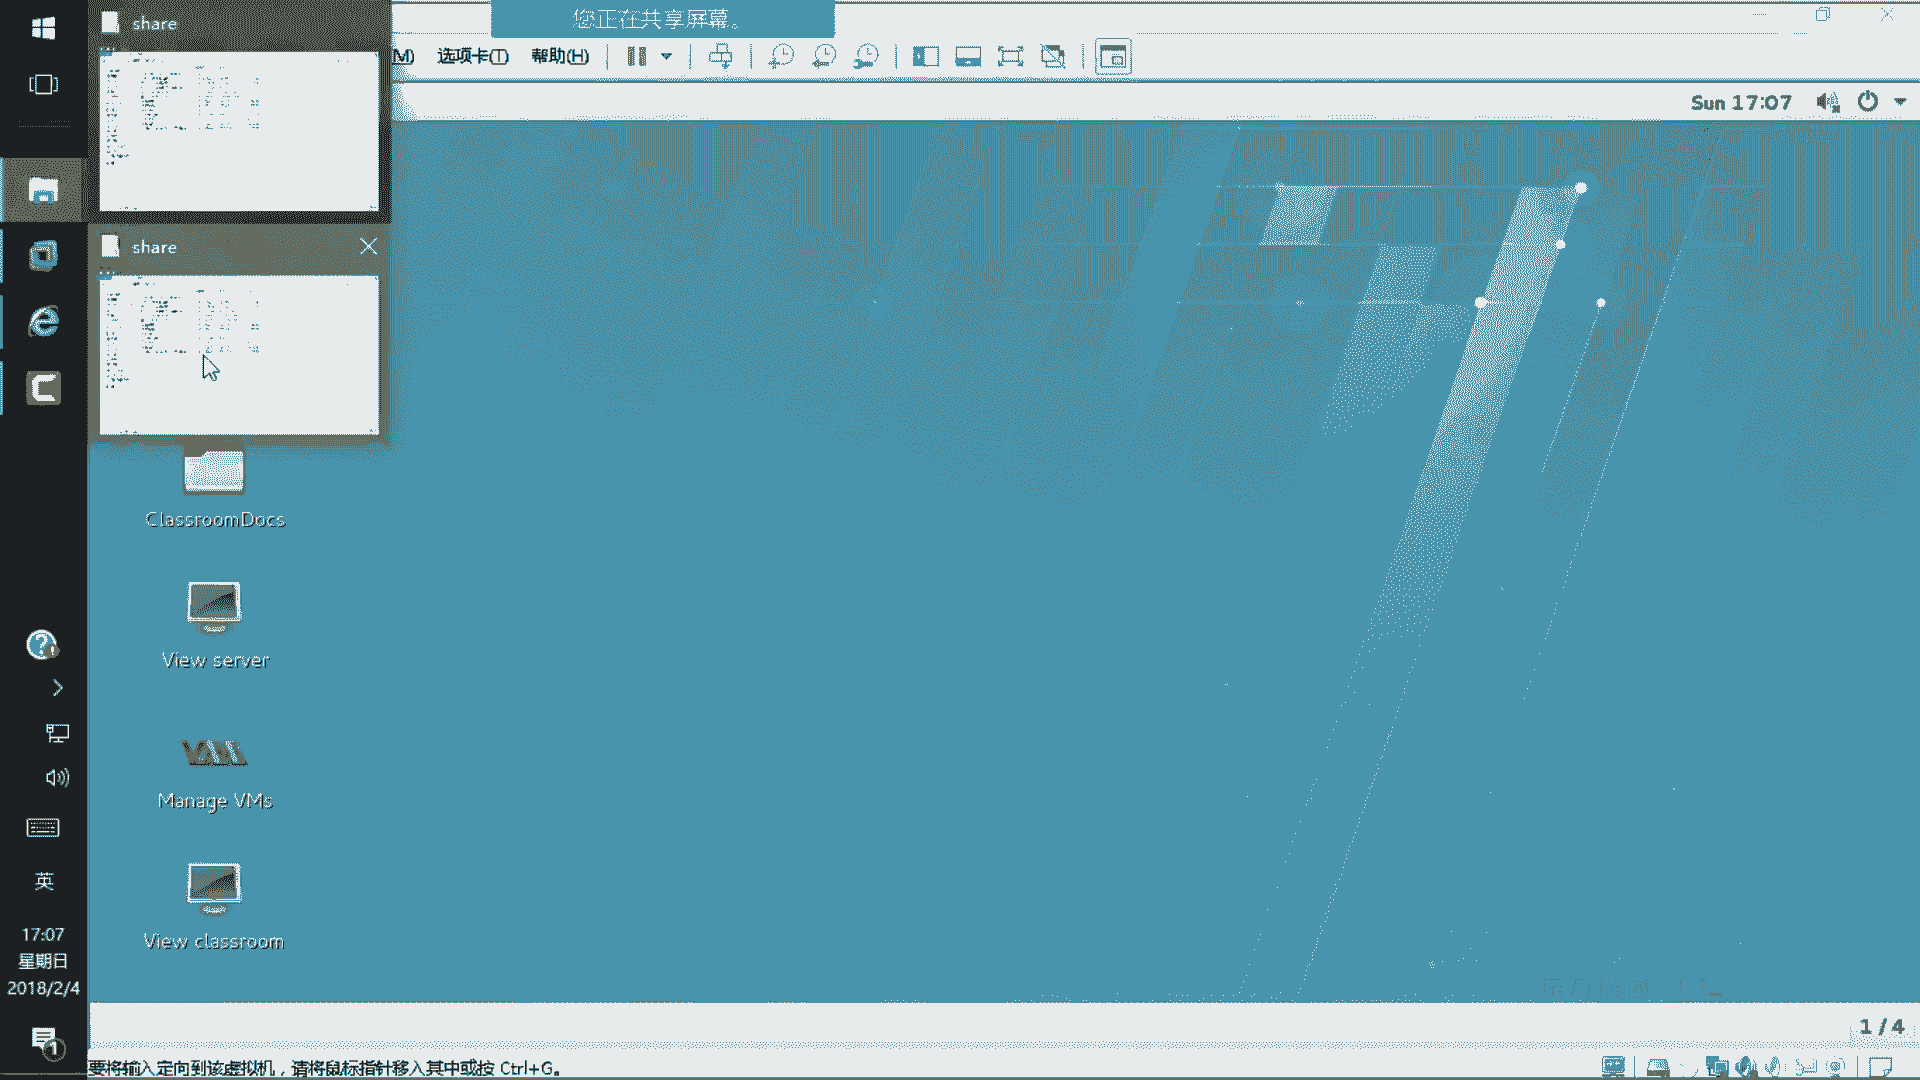 share
您正在共享屏幕。
(M) 选项卡(T) 帮助(H)
Sun 17:07
share
ClassroomDocs
View server
Manage VMs
View classroom
英
17:07
星期日
2018/2/4
1
1 / 4
要将输入定向到该虚拟机，请将鼠标指针移入其中或按 Ctrl+G。